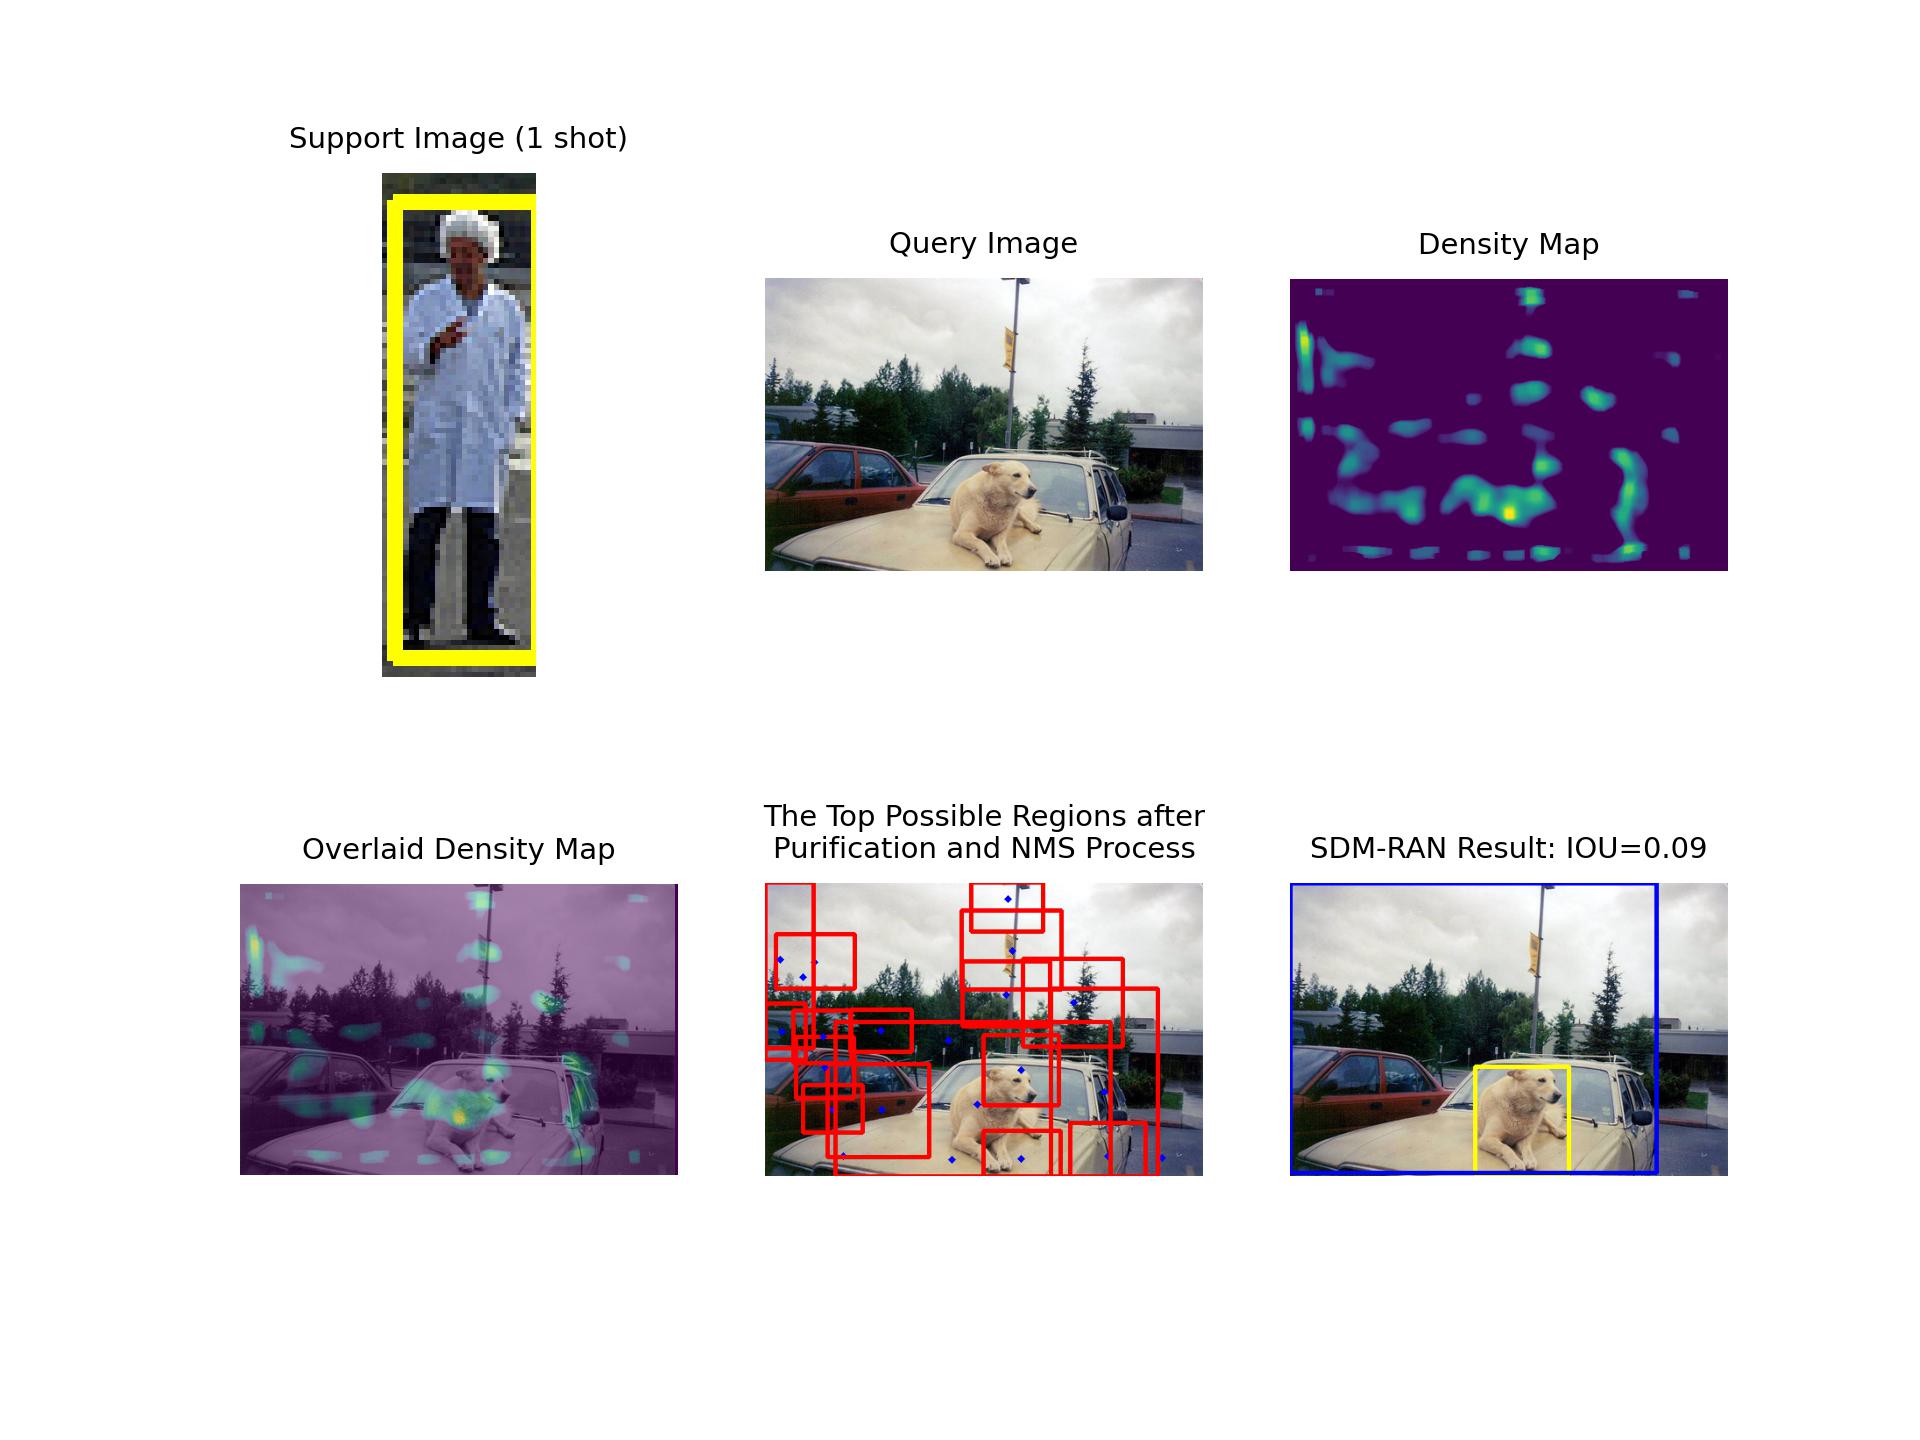 Support Image (1 shot)
Query Image
Density Map
Overlaid Density Map
The Top Possible Regions after
Purification and NMS Process
SDM-RAN Result: IOU=0.09